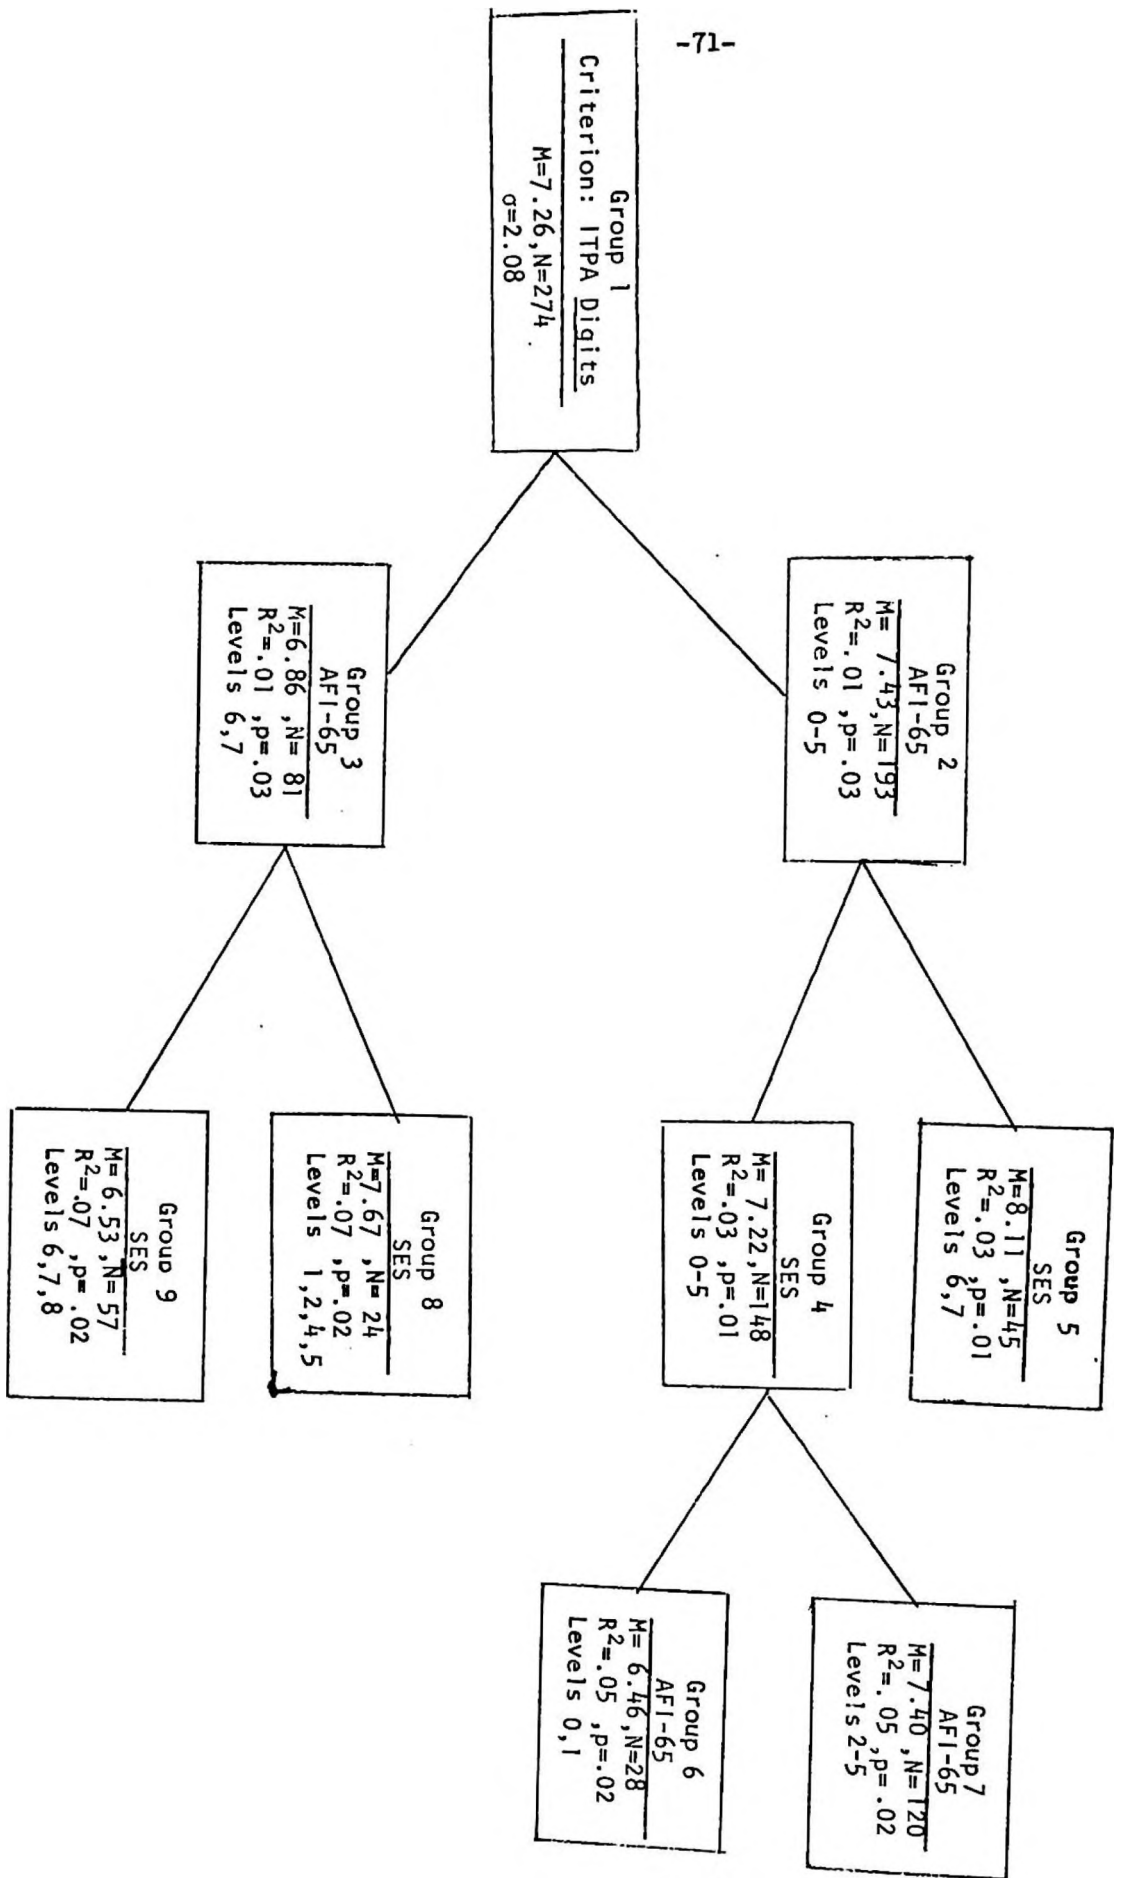 -71-
Group 1
Criterion: ITPA Digits
M=7.26,N=274
σ=2.08
Group 2
AFI-65
M= 7.43,N=193
R²=.01 ,p=.03
Levels 0-5
Group 3
AFI-65
M=6.86 ,N= 81
R²=.01 ,p=.03
Levels 6,7
Group 5
SES
M=8.11 ,N=45
R²=.03 ,p=.01
Levels 6,7
Group 4
SES
M= 7.22,N=148
R²=.03 ,p=.01
Levels 0-5
Group 8
SES
M=7.67 ,N= 24
R²=.07 ,p=.02
Levels 1,2,4,5
Group 9
SES
M= 6.53,N= 57
R²=.07 ,p= .02
Levels 6,7,8
Group 7
AFI-65
M=7.40 ,N=120
R²=.05 ,p=.02
Levels 2-5
Group 6
AFI-65
M= 6.46,N=28
R²=.05 ,p=.02
Levels 0,1